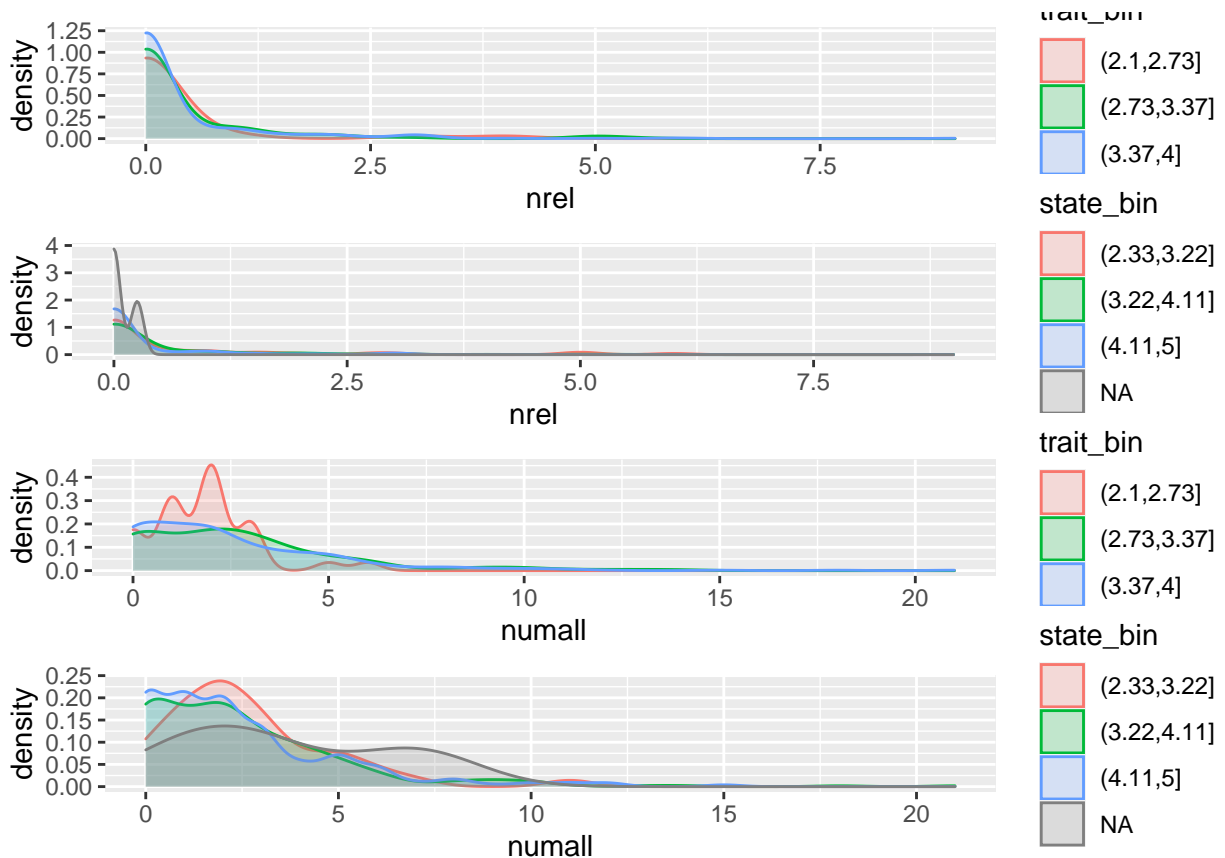 trait_bin
density
1.25
1.00
0.75
0.50
0.25
0.00
0.0 2.5 5.0 7.5
nrel
(2.1,2.73]
(2.73,3.37]
(3.37,4]
density
4
3
2
1
0
0.0 2.5 5.0 7.5
nrel
state_bin
(2.33,3.22]
(3.22,4.11]
(4.11,5]
NA
density
0.4
0.3
0.2
0.1
0.0
0 5 10 15 20
numall
trait_bin
(2.1,2.73]
(2.73,3.37]
(3.37,4]
density
0.25
0.20
0.15
0.10
0.05
0.00
0 5 10 15 20
numall
state_bin
(2.33,3.22]
(3.22,4.11]
(4.11,5]
NA